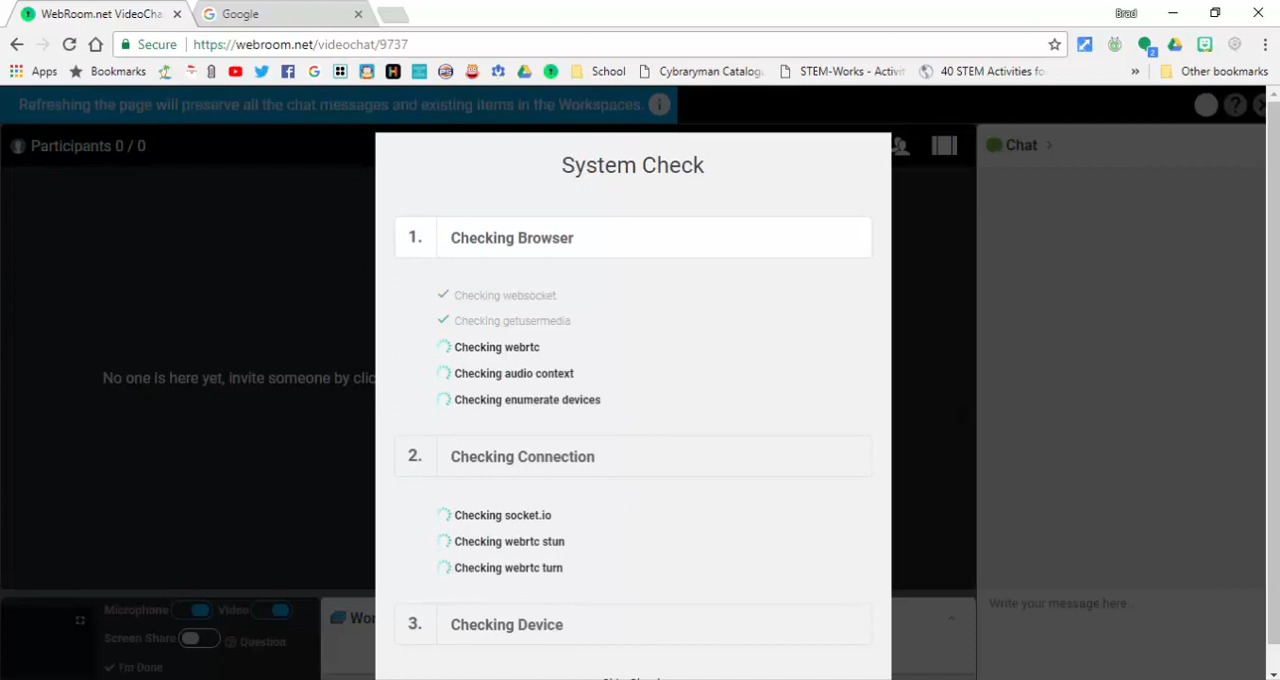 WebRoom.net VideoCha
Google
Brad
Secure
https://webroom.net/videochat/9737
2
Apps
Bookmarks
School
Cybraryman Catalogu
STEM-Works - Activit
40 STEM Activities fo
»
Other bookmarks
Refreshing the page will preserve all the chat messages and existing items in the Workspaces.
Participants 0 / 0
Chat
System Check
1. Checking Browser
Checking websocket
Checking getusermedia
Checking webrtc
Checking audio context
Checking enumerate devices
No one is here yet, invite someone by clic
2. Checking Connection
Checking socket.io
Checking webrtc stun
Checking webrtc turn
3. Checking Device
Microphone
Video
Screen Share
Question
I'm Done
Wor
Write your message here